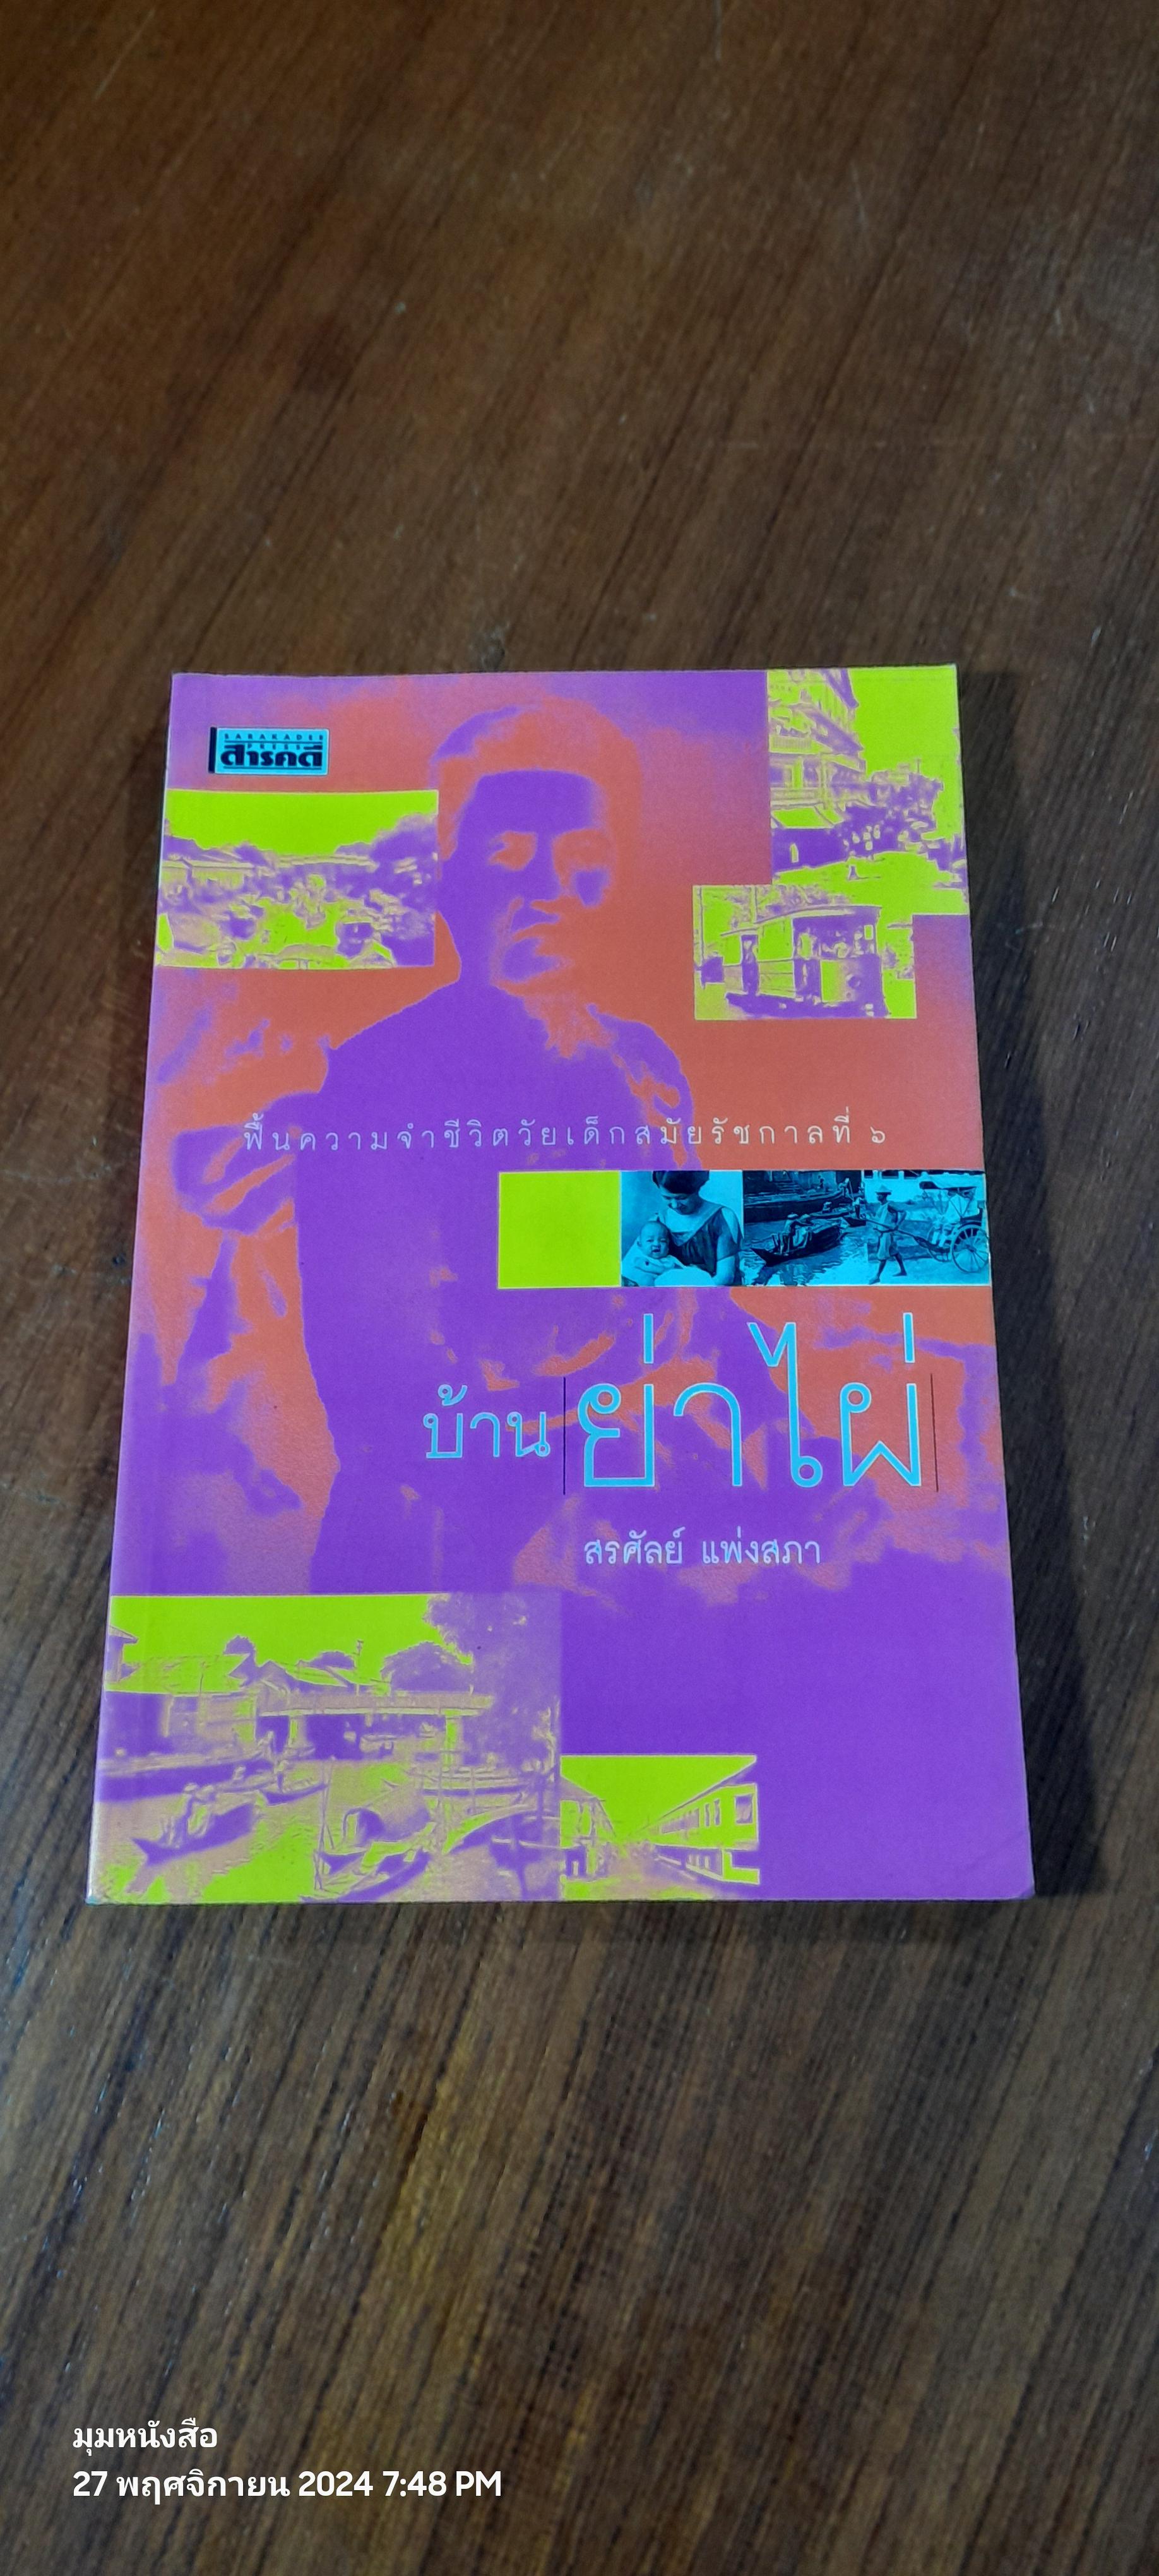 SARAKADEE
PRESS
สารคดี
ฟื้นความจำชีวิตวัยเด็กสมัยรัชกาลที่ ๖
บ้าน ย่าไผ่
สรศัลย์ แพ่งสภา
มุมหนังสือ
27 พฤศจิกายน 2024 7:48 PM